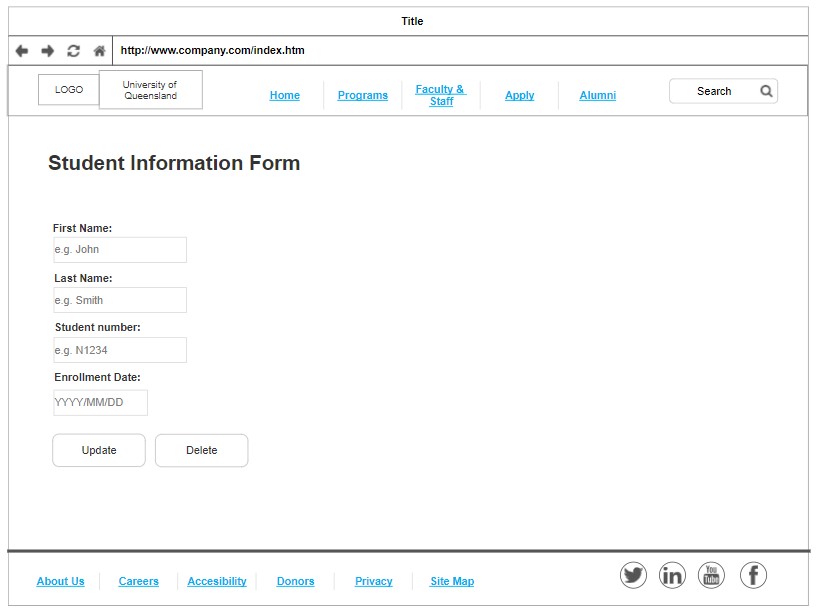 Title
http://www.company.com/index.htm
LOGO
University of
Queensland
Home
Programs
Faculty &
Staff
Apply
Alumni
Search
Student Information Form
First Name:
e.g. John
Last Name:
e.g. Smith
Student number:
e.g. N1234
Enrollment Date:
YYYY/MM/DD
Update
Delete
About Us
Careers
Accesibility
Donors
Privacy
Site Map
in
You
Tube
f